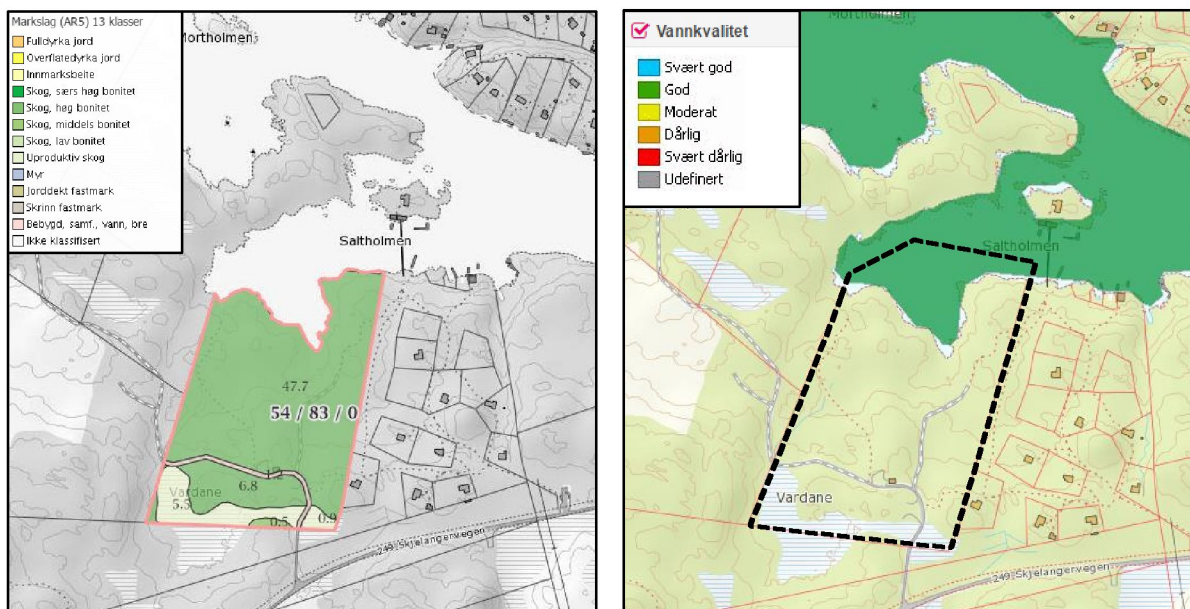 Markslag (AR5) 13 klasser
Fulldyrka jord
Overflatedyrka jord
Innmarksbeite
Skog, særs høg bonitet
Skog, høg bonitet
Skog, middels bonitet
Skog, lav bonitet
Uproduktiv skog
Myr
Jorddekt fastmark
Skrinn fastmark
Bebygd, samf., vann, bre
Ikke klassifisert
Mortholmen
Saltholmen
47.7
54 / 83 / 0
6.8
Vardane
5.5
0.5
0.9
249 Skjelangervegen
Vannkvalitet
Svært god
God
Moderat
Dårlig
Svært dårlig
Udefinert
Mortholmen
Saltholmen
Vardane
249 Skjelangervegen